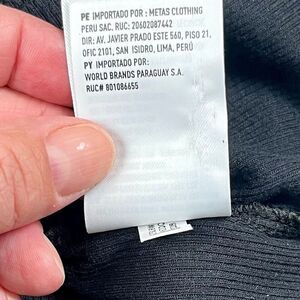 PE IMPORTADO POR : METAS CLOTHING
PERU SAC, RUC: 20602087442
DIR: AV, JAVIER PRADO ESTE 560, PISO 21,
OFIC 2101, SAN ISIDRO, LIMA, PERÚ
PY IMPORTADO POR:
WORLD BRANDS PARAGUAY S.A.
RUC# 801086655